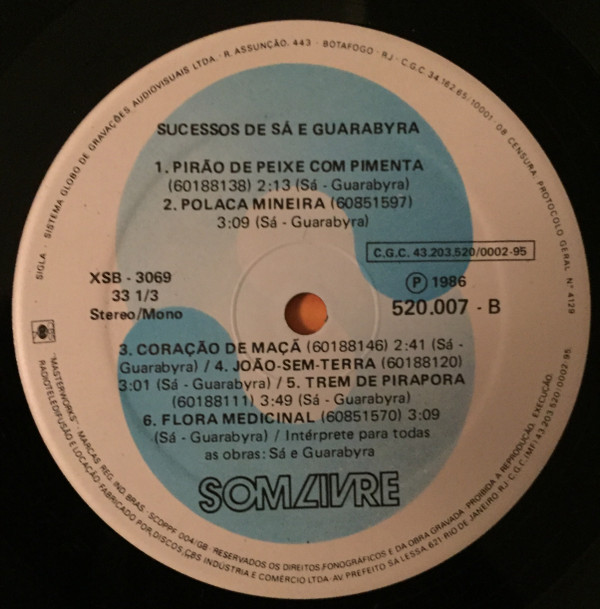 SIGLA - SISTEMA GLOBO DE GRAVAÇÕES AUDIOVISUAIS LTDA. - R. ASSUNÇÃO, 443 - BOTAFOGO - RJ - C.G.C. 34.162.651/0001-08 CENSURA: PROTOCOLO GERAL N° 4129
SUCESSOS DE SÁ E GUARABYRA
1. PIRÃO DE PEIXE COM PIMENTA
(60188138) 2:13 (Sá - Guarabyra)
2. POLACA MINEIRA (60851597)
3:09 (Sá - Guarabyra)
C.G.C. 43.203.520/0002-95
XSB - 3069
33 1/3
Stereo/Mono
P 1986
520.007 - B
3. CORAÇÃO DE MAÇÃ (60188146) 2:41 (Sá -
Guarabyra) / 4. JOÃO-SEM-TERRA (60188120)
3:01 (Sá - Guarabyra) / 5. TREM DE PIRAPORA
(60188111) 3:49 (Sá - Guarabyra)
6. FLORA MEDICINAL (60851570) 3:09
(Sá - Guarabyra) / Intérprete para todas
as obras: Sá e Guarabyra
SOM LIVRE
"MASTERWORKS" - MARCAS REG. IND. BRAS. - SCDPPF 004/GB - RESERVADOS OS DIREITOS FONOGRÁFICOS E DA OBRA GRAVADA - PROIBIDA A REPRODUÇÃO, EXECUÇÃO,
RADIOTELEDIFUSÃO E LOCAÇÃO: FABRICADO POR DISCOS CBS INDÚSTRIA E COMÉRCIO LTDA - AV. PREFEITO SÁ LESSA, 621 RIO DE JANEIRO RJ - C.G.C.(MF) 43.203.520/0002-95